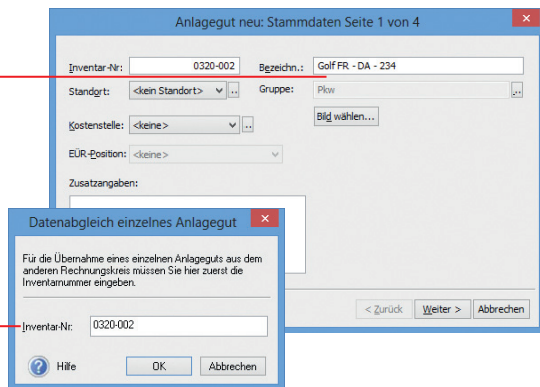 Anlagegut neu: Stammdaten Seite 1 von 4
Inventar-Nr: 0320-002 Bezeichn.: Golf FR - DA - 234
Standort: <kein Standort> .. Gruppe: Pkw ..
Kostenstelle: <keine> .. Bild wählen...
EÜR-Position: <keine>
Zusatzangaben:
< Zurück Weiter > Abbrechen
Datenabgleich einzelnes Anlagegut
Für die Übernahme eines einzelnen Anlageguts aus dem
anderen Rechnungskreis müssen Sie hier zuerst die
Inventarnummer eingeben.
Inventar-Nr: 0320-002
? Hilfe OK Abbrechen